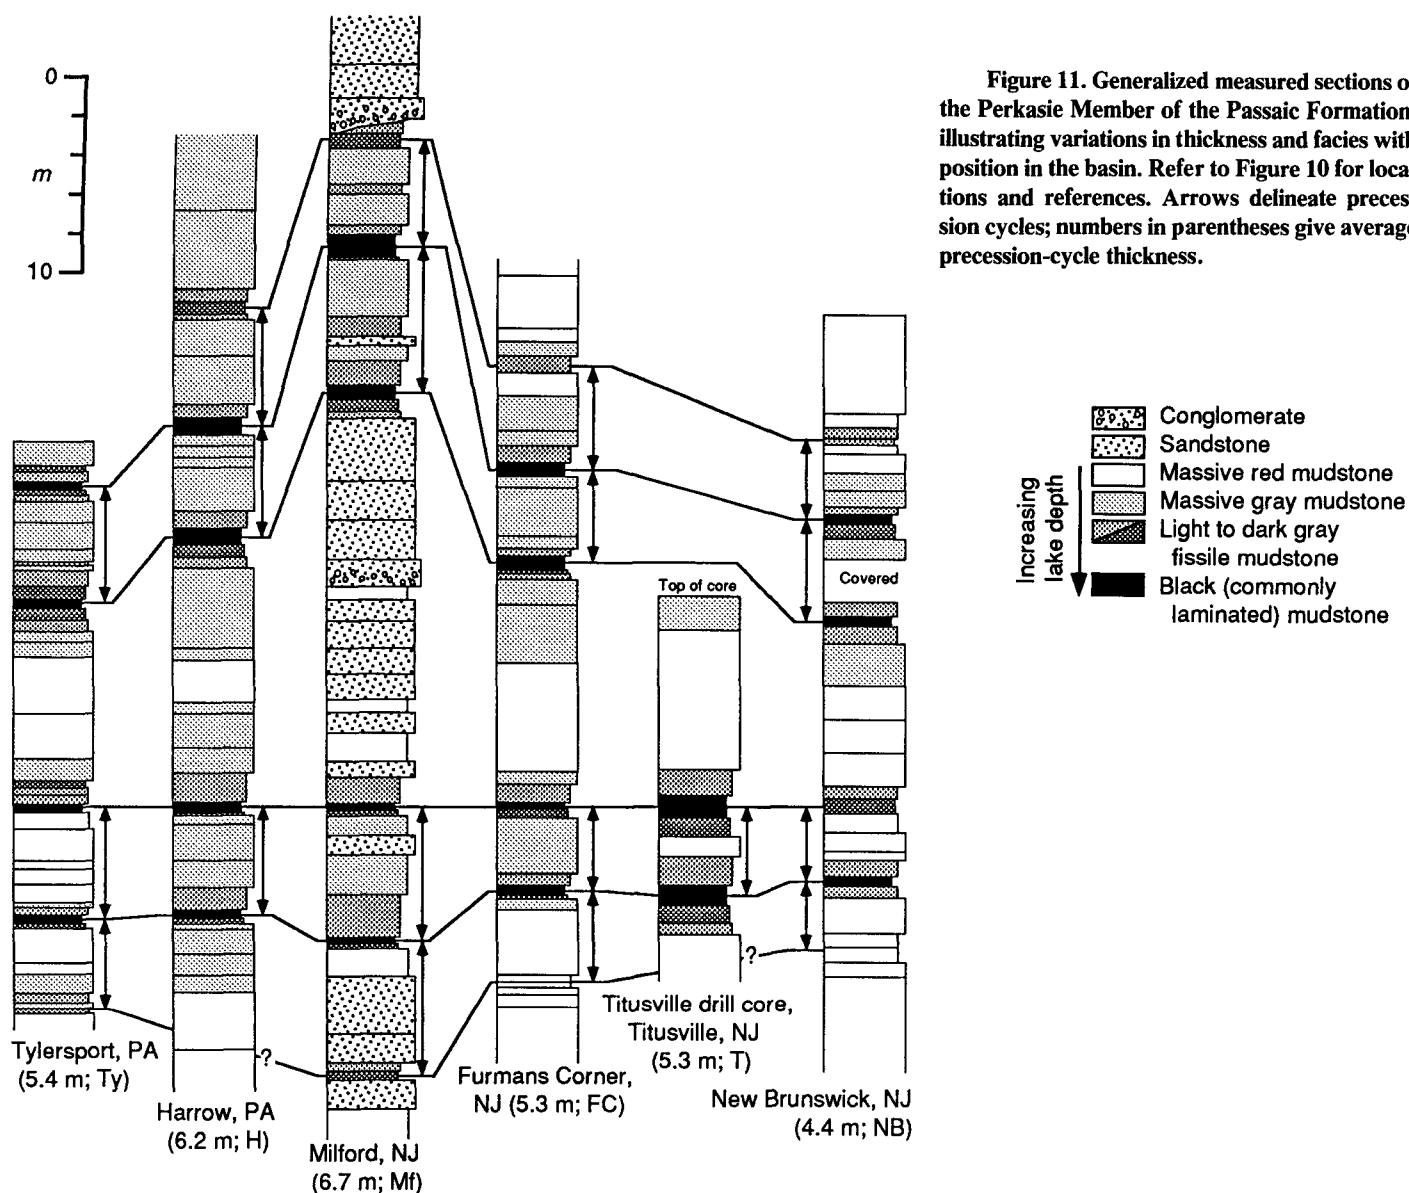 0
m
10
Figure 11. Generalized measured sections o
the Perkasie Member of the Passaic Formation
illustrating variations in thickness and facies with
position in the basin. Refer to Figure 10 for loca-
tions and references. Arrows delineate preces-
sion cycles; numbers in parentheses give average
precession-cycle thickness.
Conglomerate
Sandstone
Massive red mudstone
Massive gray mudstone
Light to dark gray
fissile mudstone
Black (commonly
laminated) mudstone
Increasing
lake depth
Top of core
Covered
?
?
Tylersport, PA
(5.4 m; Ty)
Harrow, PA
(6.2 m; H)
Milford, NJ
(6.7 m; Mf)
Furmans Corner,
NJ (5.3 m; FC)
Titusville drill core,
Titusville, NJ
(5.3 m; T)
New Brunswick, NJ
(4.4 m; NB)